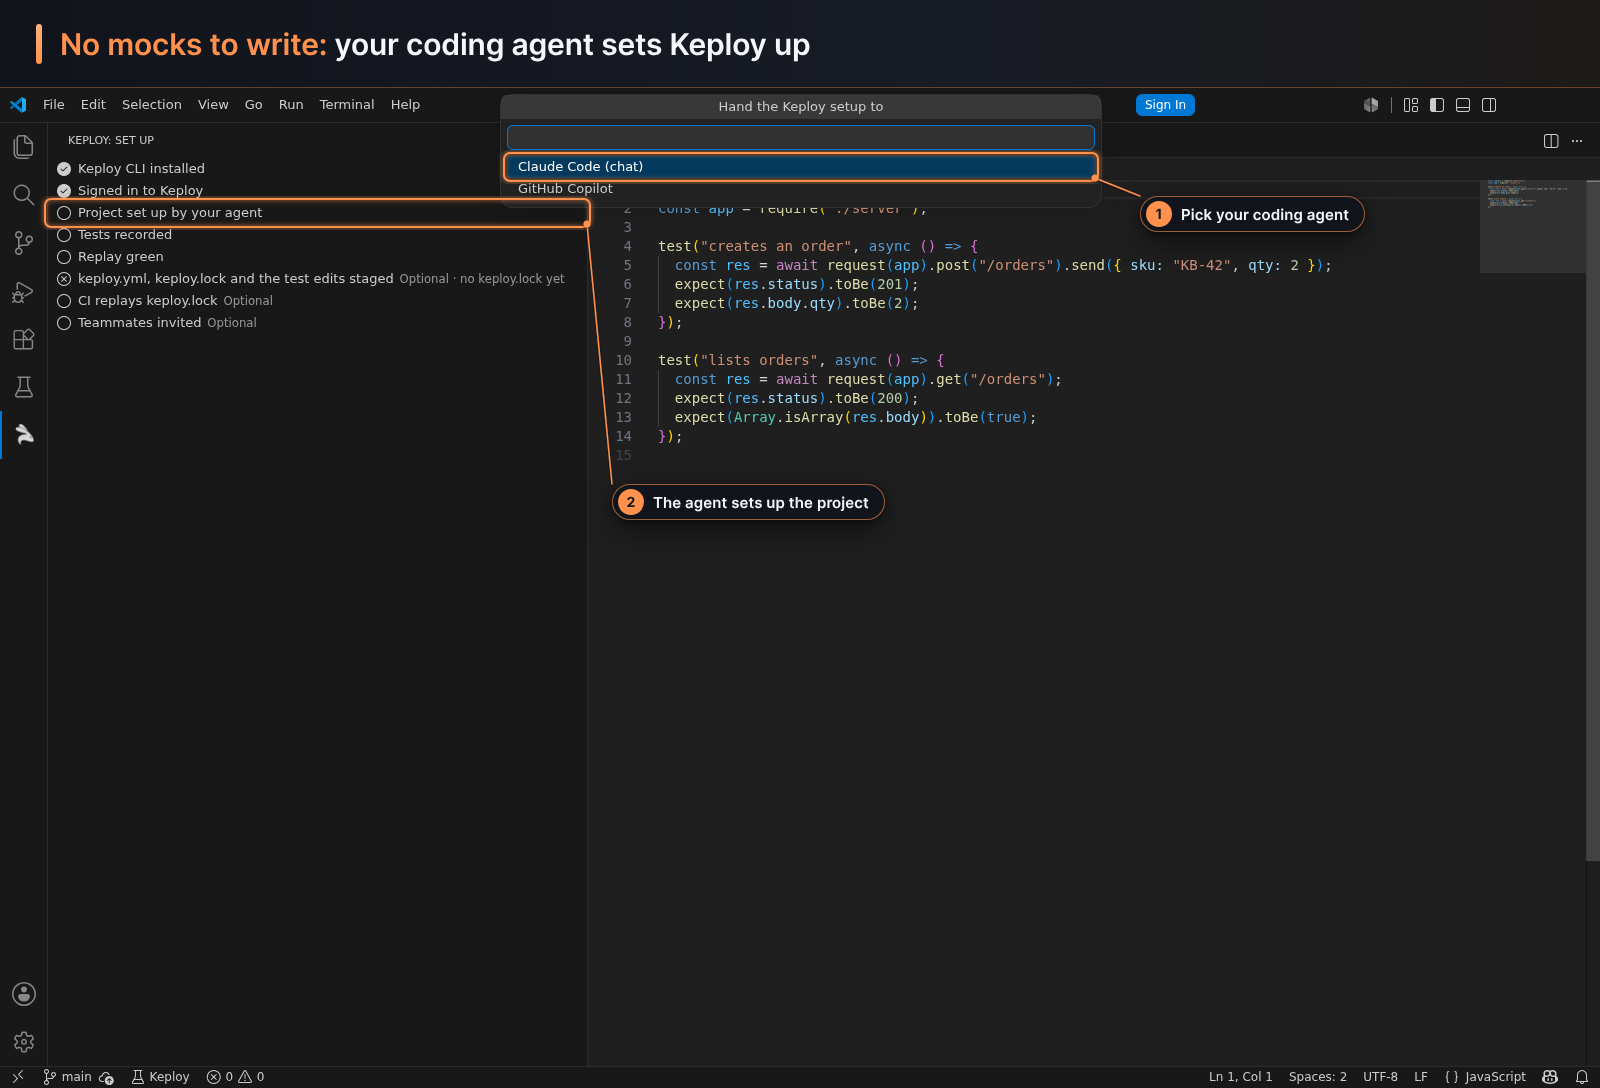 No mocks to write: your coding agent sets Keploy up
File Edit Selection View Go Run Terminal Help
Hand the Keploy setup to
Sign In
KEPLOY: SET UP
Keploy CLI installed
Signed in to Keploy
Project set up by your agent
Tests recorded
Replay green
keploy.yml, keploy.lock and the test edits staged Optional · no keploy.lock yet
CI replays keploy.lock Optional
Teammates invited Optional
Claude Code (chat)
GitHub Copilot
1 Pick your coding agent
2 const app = require("./server");
3
4 test("creates an order", async () => {
5 const res = await request(app).post("/orders").send({ sku: "KB-42", qty: 2 });
6 expect(res.status).toBe(201);
7 expect(res.body.qty).toBe(2);
8 });
9
10 test("lists orders", async () => {
11 const res = await request(app).get("/orders");
12 expect(res.status).toBe(200);
13 expect(Array.isArray(res.body)).toBe(true);
14 });
15
2 The agent sets up the project
main Keploy 0 0 Ln 1, Col 1 Spaces: 2 UTF-8 LF { } JavaScript